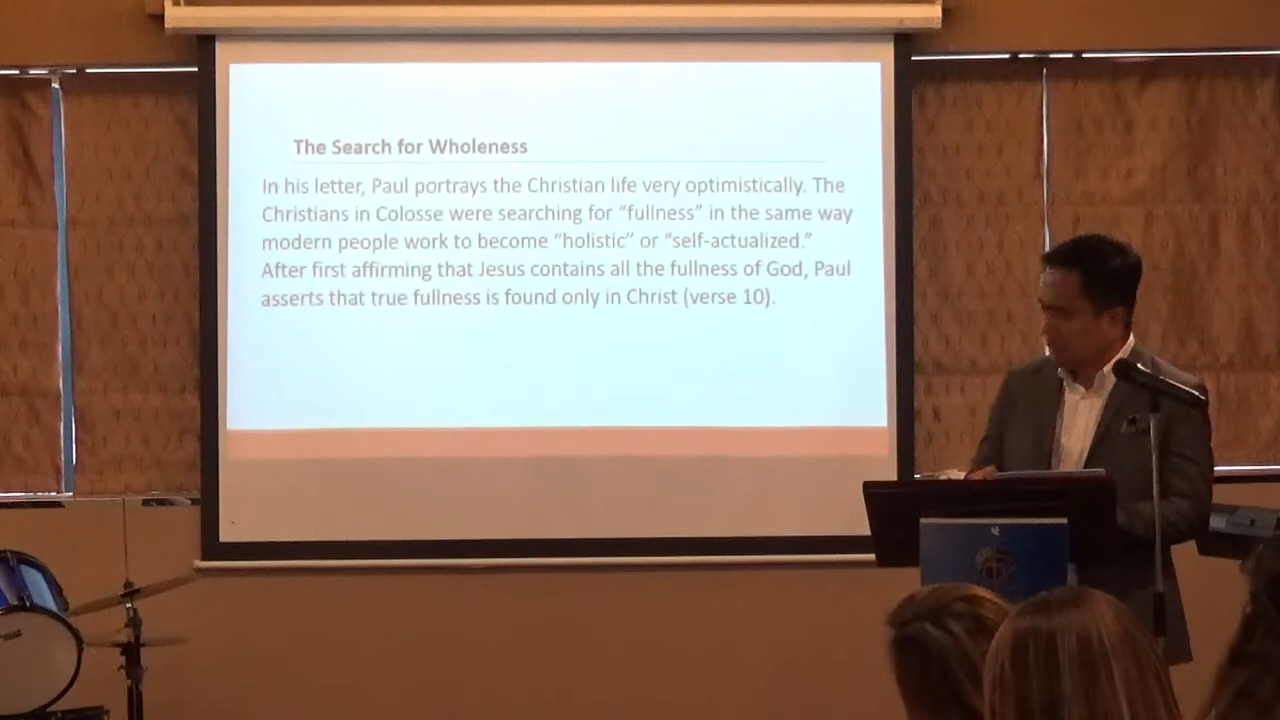 The Search for Wholeness
In his letter, Paul portrays the Christian life very optimistically. The
Christians in Colosse were searching for “fullness” in the same way
modern people work to become “holistic” or “self-actualized.”
After first affirming that Jesus contains all the fullness of God, Paul
asserts that true fullness is found only in Christ (verse 10).